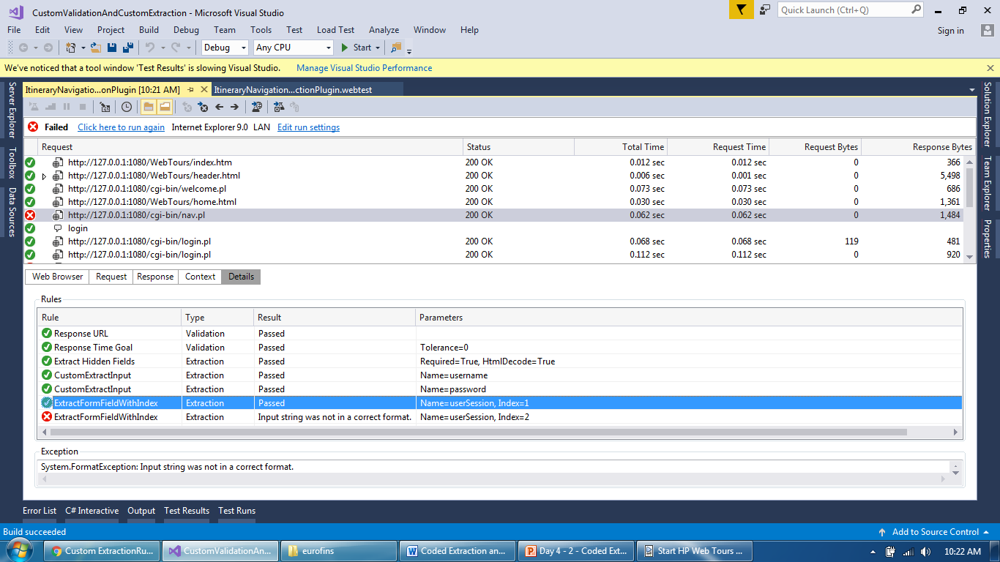 CustomValidationAndCustomExtraction - Microsoft Visual Studio
Quick Launch (Ctrl+Q)
File Edit View Project Build Debug Team Tools Test Load Test Analyze Window Help
Sign in
Debug Any CPU Start
We've noticed that a tool window 'Test Results' is slowing Visual Studio. Manage Visual Studio Performance
Server Explorer
Toolbox
Data Sources
ItineraryNavigation...onPlugin [10:21 AM] ItineraryNavigation...ctionPlugin.webtest
Failed Click here to run again Internet Explorer 9.0 LAN Edit run settings
Request Status Total Time Request Time Request Bytes Response Bytes
http://127.0.0.1:1080/WebTours/index.htm 200 OK 0.012 sec 0.012 sec 0 366
http://127.0.0.1:1080/WebTours/header.html 200 OK 0.006 sec 0.001 sec 0 5,498
http://127.0.0.1:1080/cgi-bin/welcome.pl 200 OK 0.073 sec 0.073 sec 0 686
http://127.0.0.1:1080/WebTours/home.html 200 OK 0.030 sec 0.030 sec 0 1,361
http://127.0.0.1:1080/cgi-bin/nav.pl 200 OK 0.062 sec 0.062 sec 0 1,484
login
http://127.0.0.1:1080/cgi-bin/login.pl 200 OK 0.068 sec 0.068 sec 119 481
http://127.0.0.1:1080/cgi-bin/login.pl 200 OK 0.112 sec 0.112 sec 0 920
Web Browser Request Response Context Details
Rules
Rule Type Result Parameters
Response URL Validation Passed
Response Time Goal Validation Passed Tolerance=0
Extract Hidden Fields Extraction Passed Required=True, HtmlDecode=True
CustomExtractInput Extraction Passed Name=username
CustomExtractInput Extraction Passed Name=password
ExtractFormFieldWithIndex Extraction Passed Name=userSession, Index=1
ExtractFormFieldWithIndex Extraction Input string was not in a correct format. Name=userSession, Index=2
Exception
System.FormatException: Input string was not in a correct format.
Solution Explorer
Team Explorer
Properties
Error List C# Interactive Output Test Results Test Runs
Build succeeded Add to Source Control
Custom ExtractionRu... CustomValidationAn... eurofins Coded Extraction an... Day 4 - 2 - Coded Ext... Start HP Web Tours ... 10:22 AM